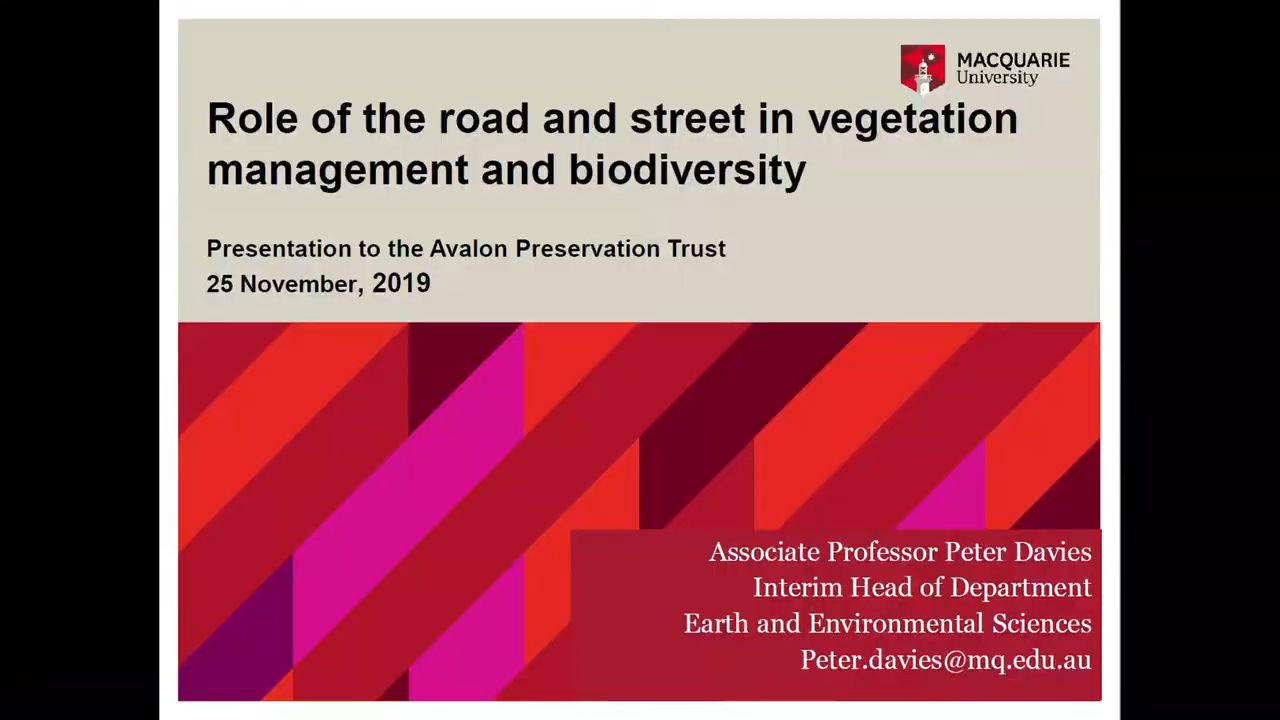 MACQUARIE
University
Role of the road and street in vegetation
management and biodiversity
Presentation to the Avalon Preservation Trust
25 November, 2019
Associate Professor Peter Davies
Interim Head of Department
Earth and Environmental Sciences
Peter.davies@mq.edu.au